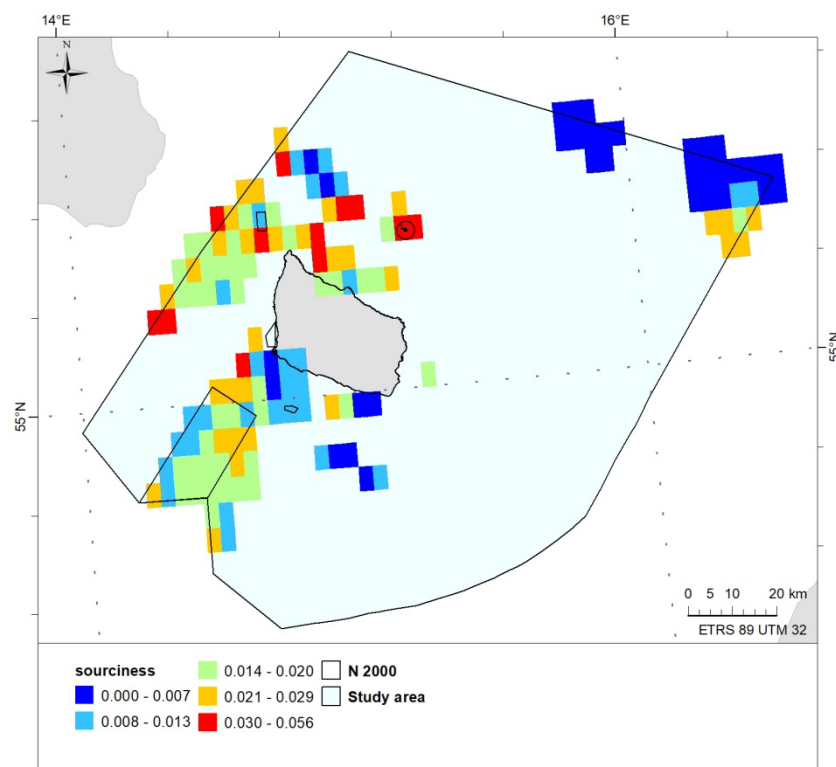 14°E
16°E
N
55°N
55°N
0 5 10 20 km
ETRS 89 UTM 32
sourciness
0.000 - 0.007
0.008 - 0.013
0.014 - 0.020
0.021 - 0.029
0.030 - 0.056
N 2000
Study area